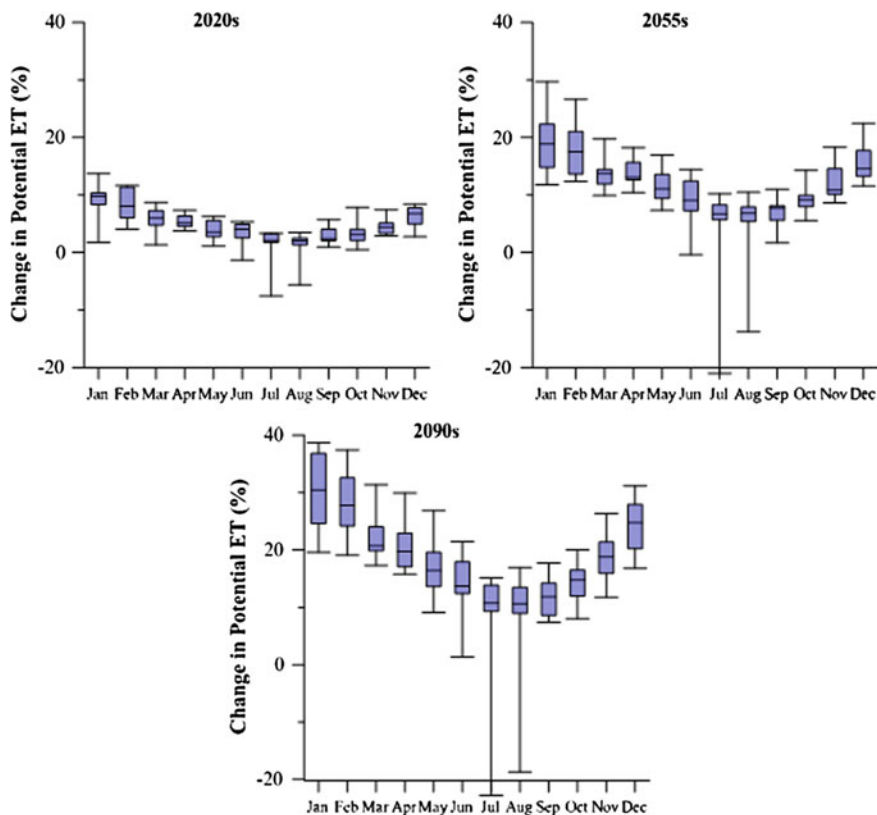 2020s
Change in Potential ET (%)
40
20
0
-20
Jan Feb Mar Apr May Jun Jul Aug Sep Oct Nov Dec
2055s
Change in Potential ET (%)
40
20
0
-20
Jan Feb Mar Apr May Jun Jul Aug Sep Oct Nov Dec
2090s
Change in Potential ET (%)
40
20
0
-20
Jan Feb Mar Apr May Jun Jul Aug Sep Oct Nov Dec